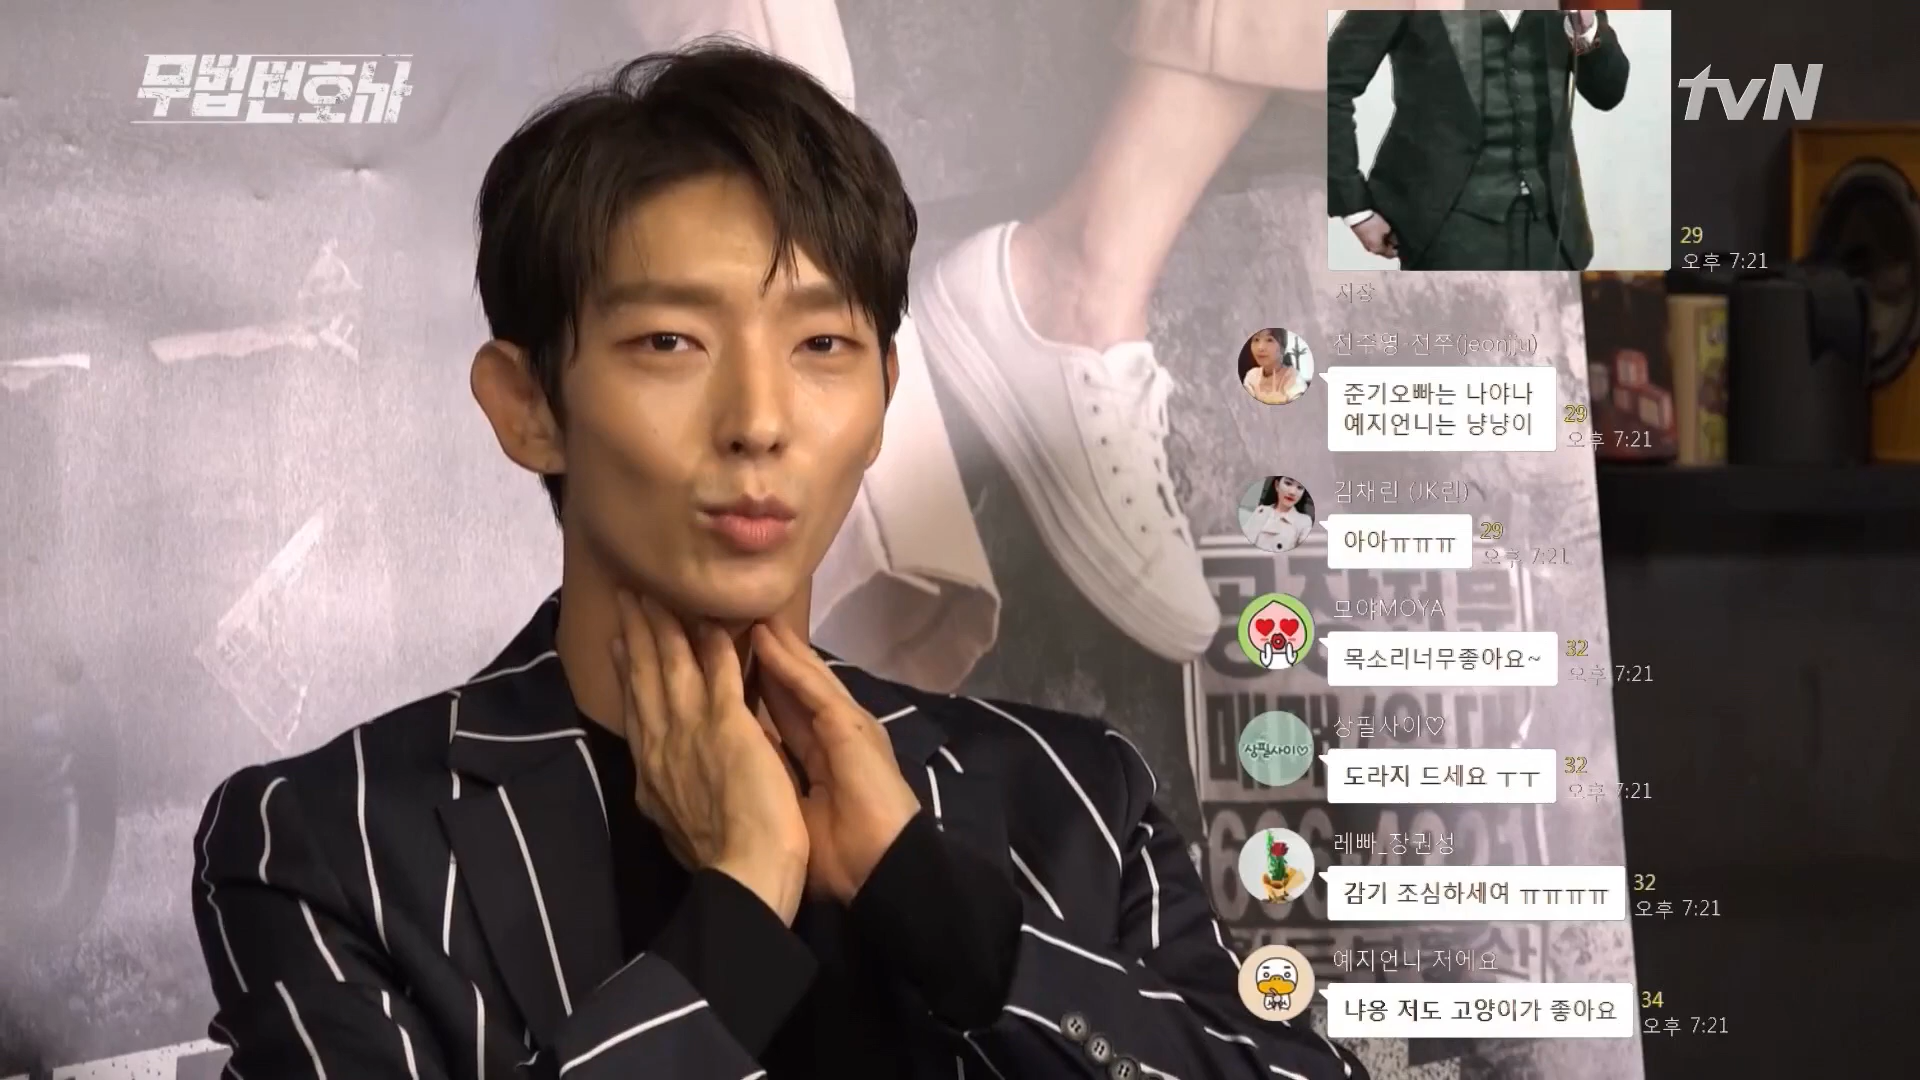 무법변호사
tvN
29
오후 7:21
저장
전주영-전쭈(jeonjju)
준기오빠는 나야나
예지언니는 냥냥이
29
오후 7:21
김채린 (JK린)
아아ㅠㅠㅠ
29
오후 7:21
모야MOYA
목소리너무좋아요~
32
오후 7:21
상필사이♡
상필사이♡
도라지 드세요 ㅜㅜ
32
오후 7:21
레빠_장권성
감기 조심하세여 ㅠㅠㅠㅠ
32
오후 7:21
예지언니 저에요
냐옹 저도 고양이가 좋아요
34
오후 7:21